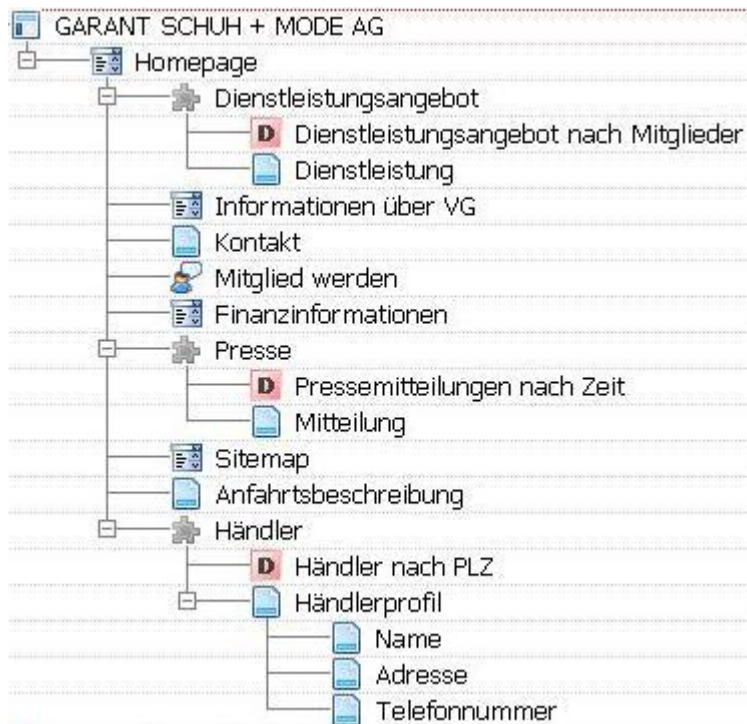 GARANT SCHUH + MODE AG
Homepage
Dienstleistungsangebot
D Dienstleistungsangebot nach Mitglieder
Dienstleistung
Informationen über VG
Kontakt
Mitglied werden
Finanzinformationen
Presse
D Pressemitteilungen nach Zeit
Mitteilung
Sitemap
Anfahrtsbeschreibung
Händler
D Händler nach PLZ
Händlerprofil
Name
Adresse
Telefonnummer